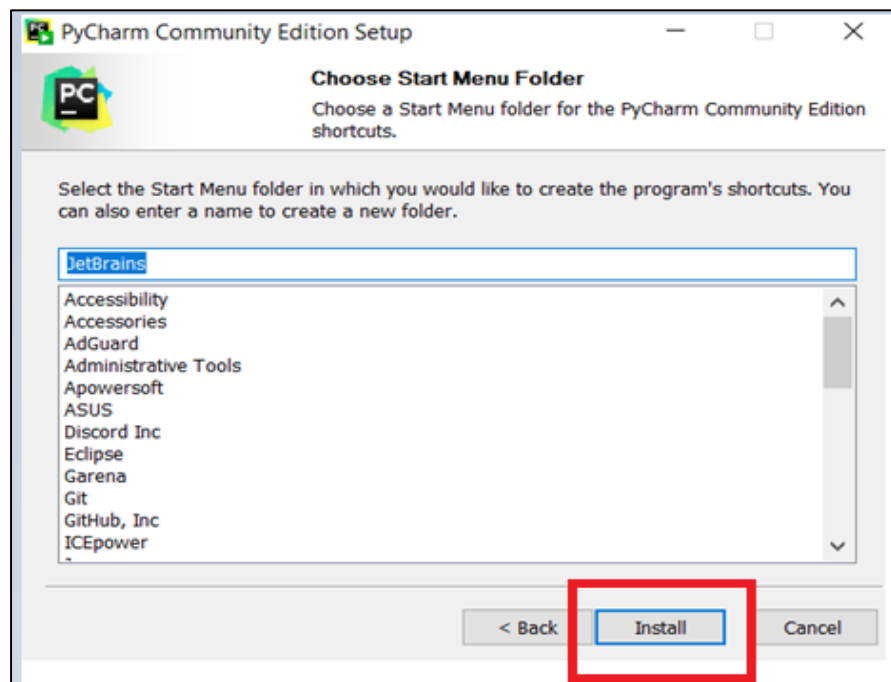 PyCharm Community Edition Setup
PC
Choose Start Menu Folder
Choose a Start Menu folder for the PyCharm Community Edition
shortcuts.
Select the Start Menu folder in which you would like to create the program's shortcuts. You
can also enter a name to create a new folder.
JetBrains
Accessibility
Accessories
AdGuard
Administrative Tools
Apowersoft
ASUS
Discord Inc
Eclipse
Garena
Git
GitHub, Inc
ICEpower
< Back Install Cancel